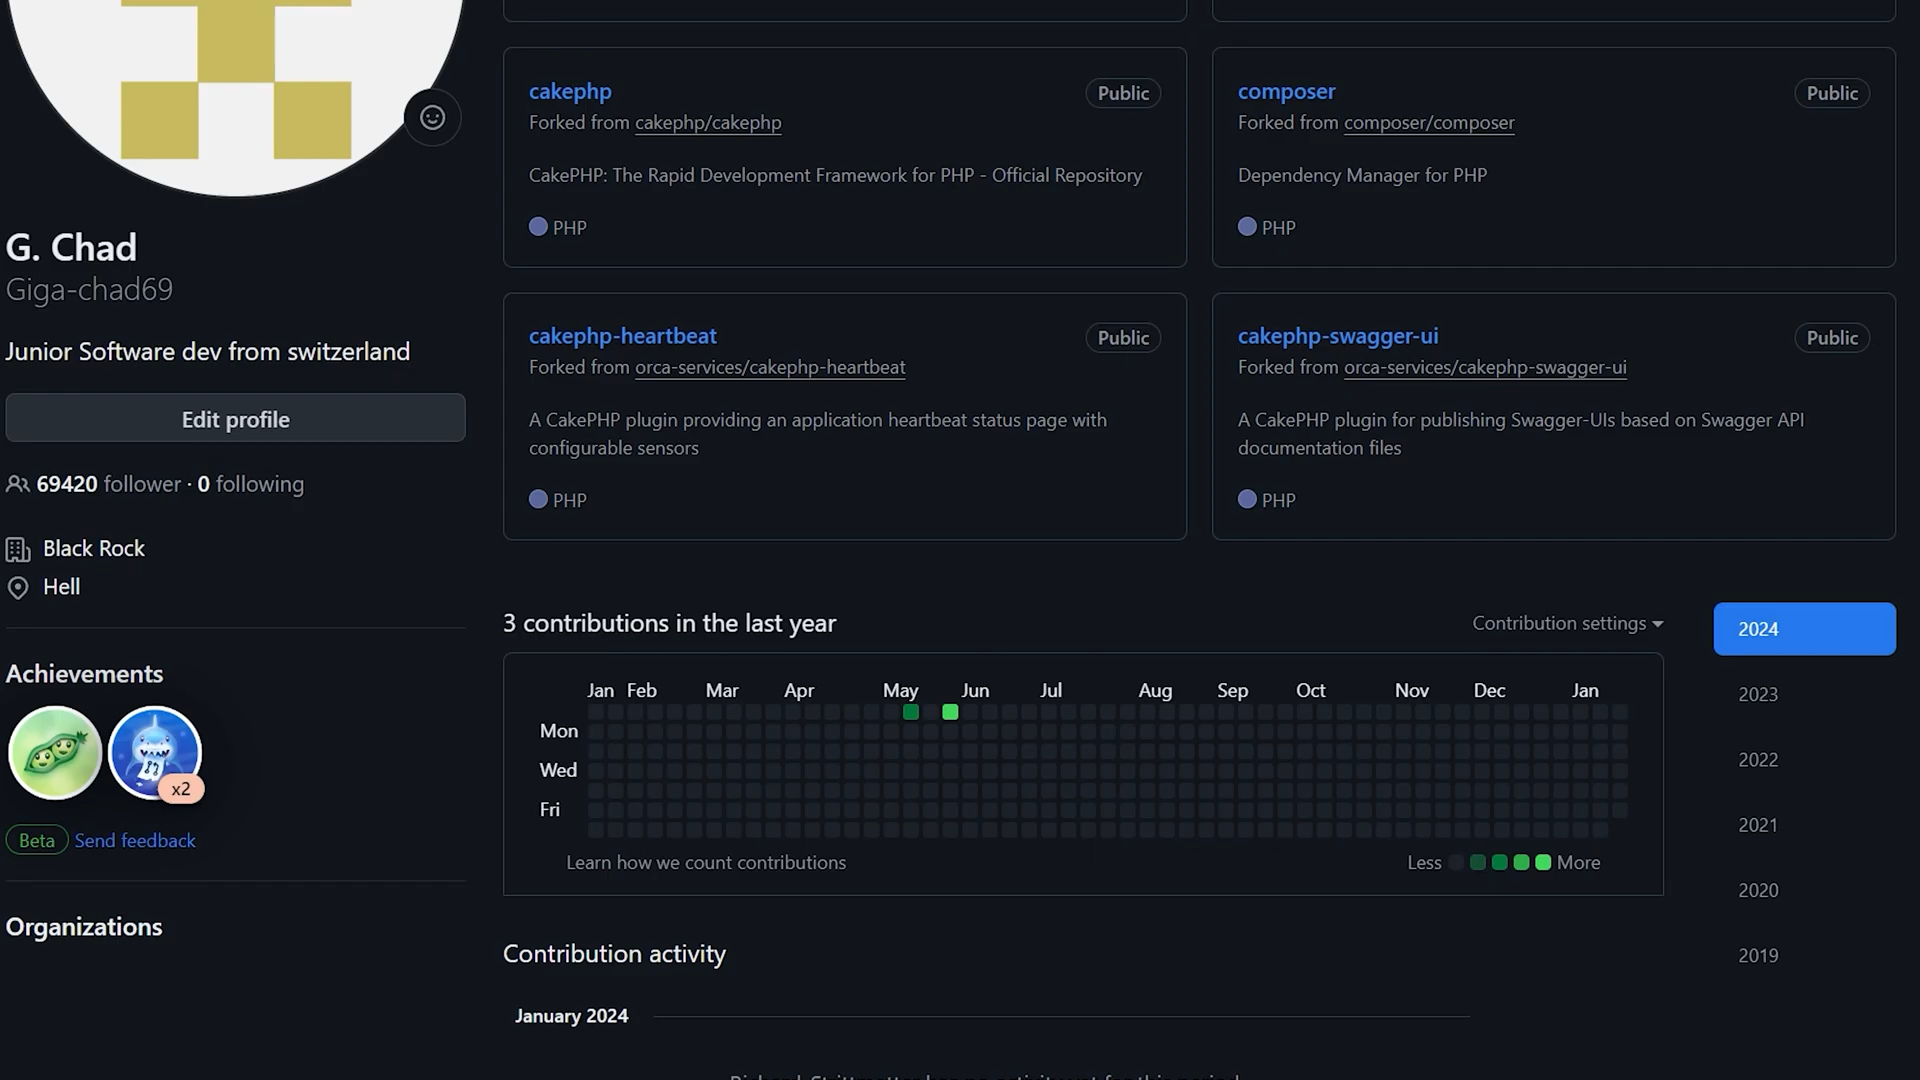 G. Chad
Giga-chad69
Junior Software dev from switzerland
Edit profile
69420 follower · 0 following
Black Rock
Hell
Achievements
x2
Beta Send feedback
Organizations
cakephp
Public
Forked from cakephp/cakephp
CakePHP: The Rapid Development Framework for PHP - Official Repository
PHP
composer
Public
Forked from composer/composer
Dependency Manager for PHP
PHP
cakephp-heartbeat
Public
Forked from orca-services/cakephp-heartbeat
A CakePHP plugin providing an application heartbeat status page with
configurable sensors
PHP
cakephp-swagger-ui
Public
Forked from orca-services/cakephp-swagger-ui
A CakePHP plugin for publishing Swagger-UIs based on Swagger API
documentation files
PHP
3 contributions in the last year
Contribution settings
Jan Feb Mar Apr May Jun Jul Aug Sep Oct Nov Dec Jan
Mon
Wed
Fri
Learn how we count contributions
Less More
2024
2023
2022
2021
2020
2019
Contribution activity
January 2024